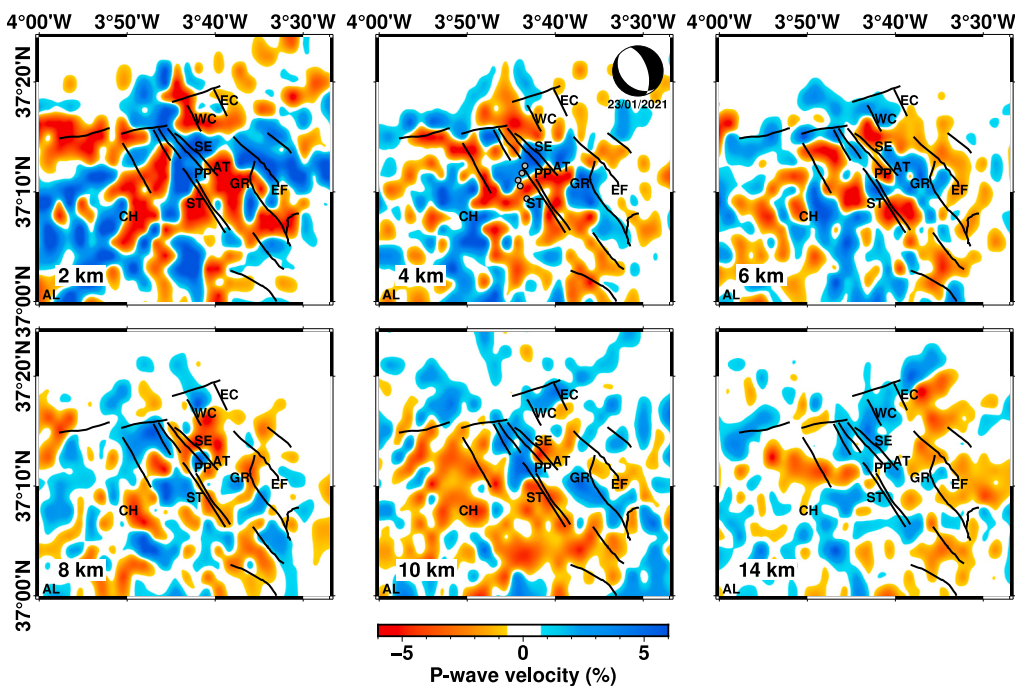 4°00'W 3°50'W 3°40'W 3°30'W 4°00'W 3°50'W 3°40'W 3°30'W 4°00'W 3°50'W 3°40'W 3°30'W
37°20'N
37°10'N
37°00'N
EC
WC
SE
AT
PP
GR
EF
ST
CH
2 km
AL
23/01/2021
EC
WC
SE
AT
PP
GR
EF
ST
CH
4 km
AL
EC
WC
SE
AT
PP
GR
EF
ST
CH
6 km
AL
37°20'N
37°10'N
37°00'N
EC
WC
SE
AT
PP
GR
EF
ST
CH
8 km
AL
EC
WC
SE
AT
PP
GR
EF
ST
CH
10 km
AL
EC
WC
SE
AT
PP
GR
EF
ST
CH
14 km
AL
−5 0 5
P-wave velocity (%)